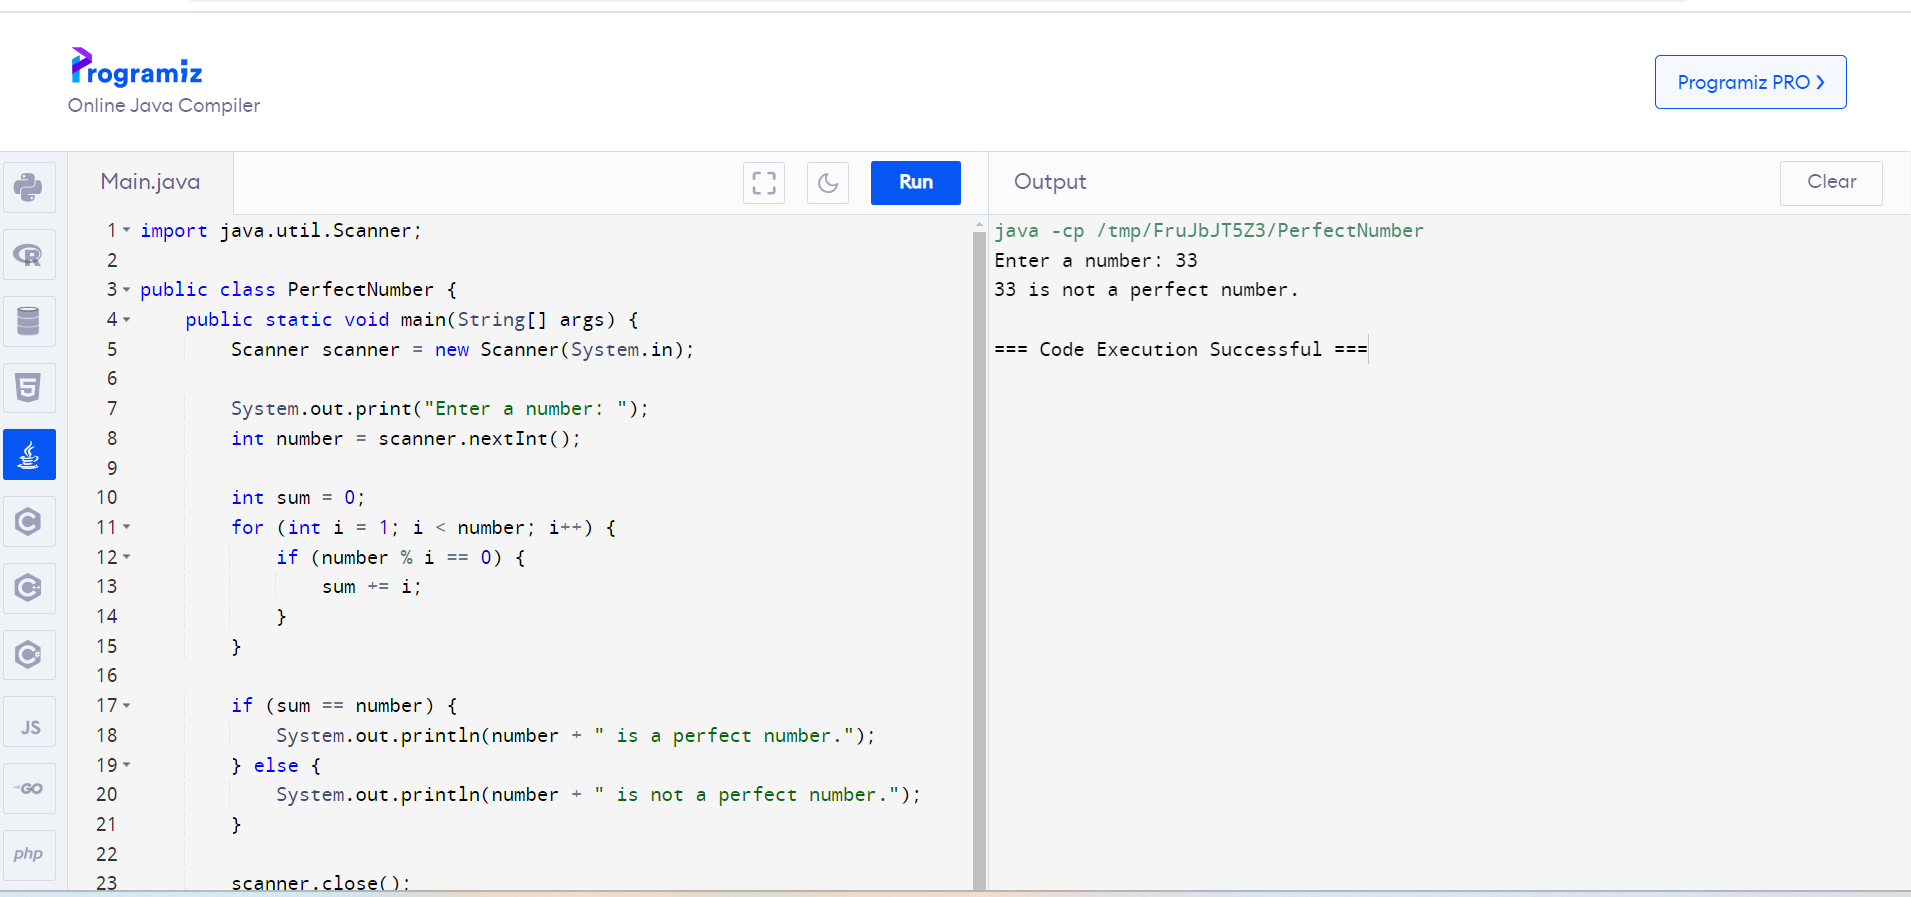 Programiz
Online Java Compiler
Programiz PRO >
Main.java
Run
Output
Clear
1 import java.util.Scanner;
2
3 public class PerfectNumber {
4     public static void main(String[] args) {
5         Scanner scanner = new Scanner(System.in);
6
7         System.out.print("Enter a number: ");
8         int number = scanner.nextInt();
9
10         int sum = 0;
11         for (int i = 1; i < number; i++) {
12             if (number % i == 0) {
13                 sum += i;
14             }
15         }
16
17         if (sum == number) {
18             System.out.println(number + " is a perfect number.");
19         } else {
20             System.out.println(number + " is not a perfect number.");
21         }
22
23         scanner.close();
java -cp /tmp/FruJbJT5Z3/PerfectNumber
Enter a number: 33
33 is not a perfect number.
=== Code Execution Successful ===
R
5
C
C++
C#
JS
GO
php